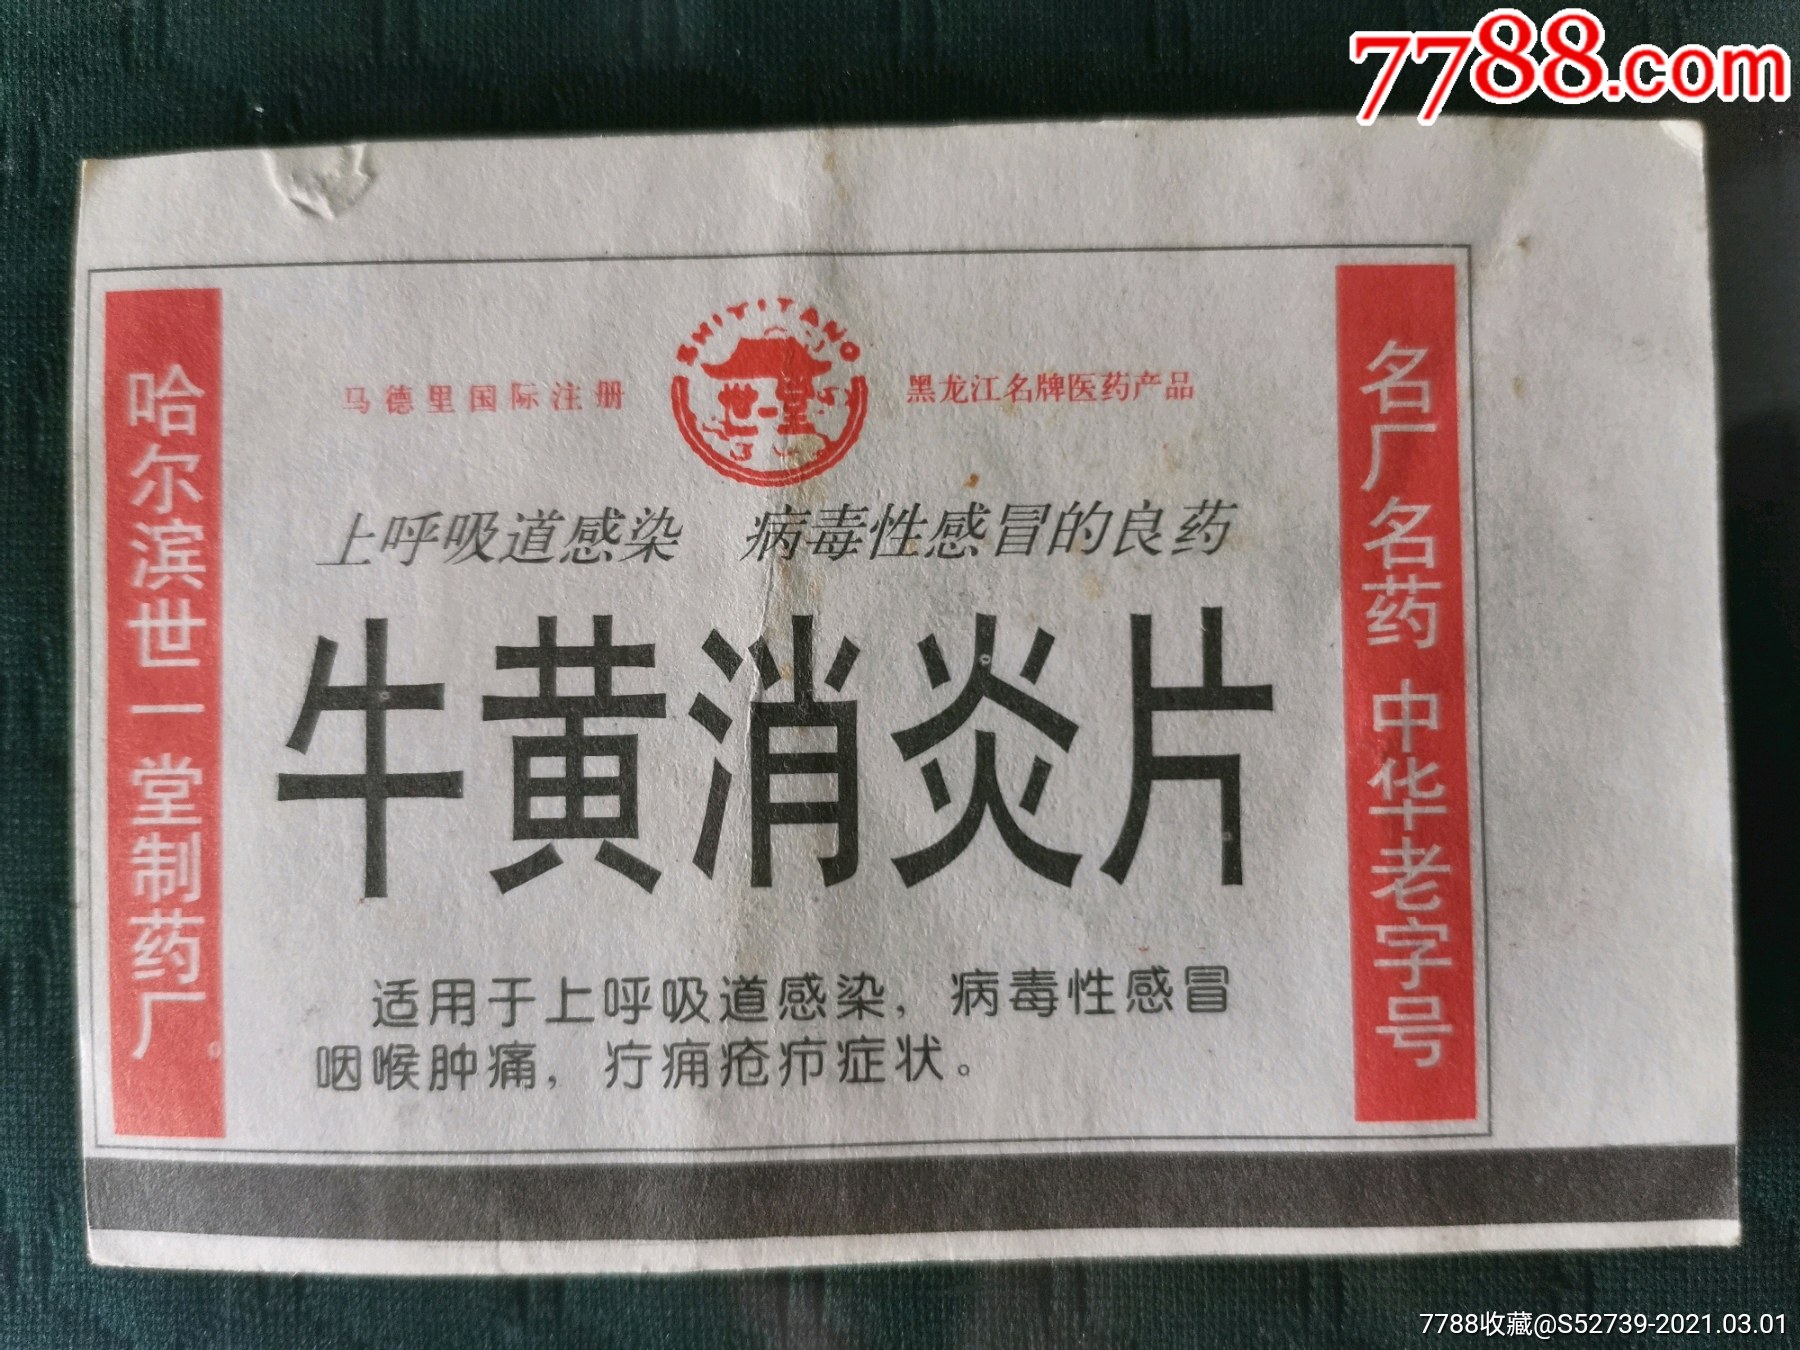 7788.com
哈尔滨世一堂制药厂。
SHIYITANG
世一堂
马德里国际注册
黑龙江名牌医药产品
上呼吸道感染 病毒性感冒的良药
牛黄消炎片
适用于上呼吸道感染，病毒性感冒
咽喉肿痛，疔痈疮疖症状。
名厂名药 中华老字号
7788收藏@S52739-2021.03.01